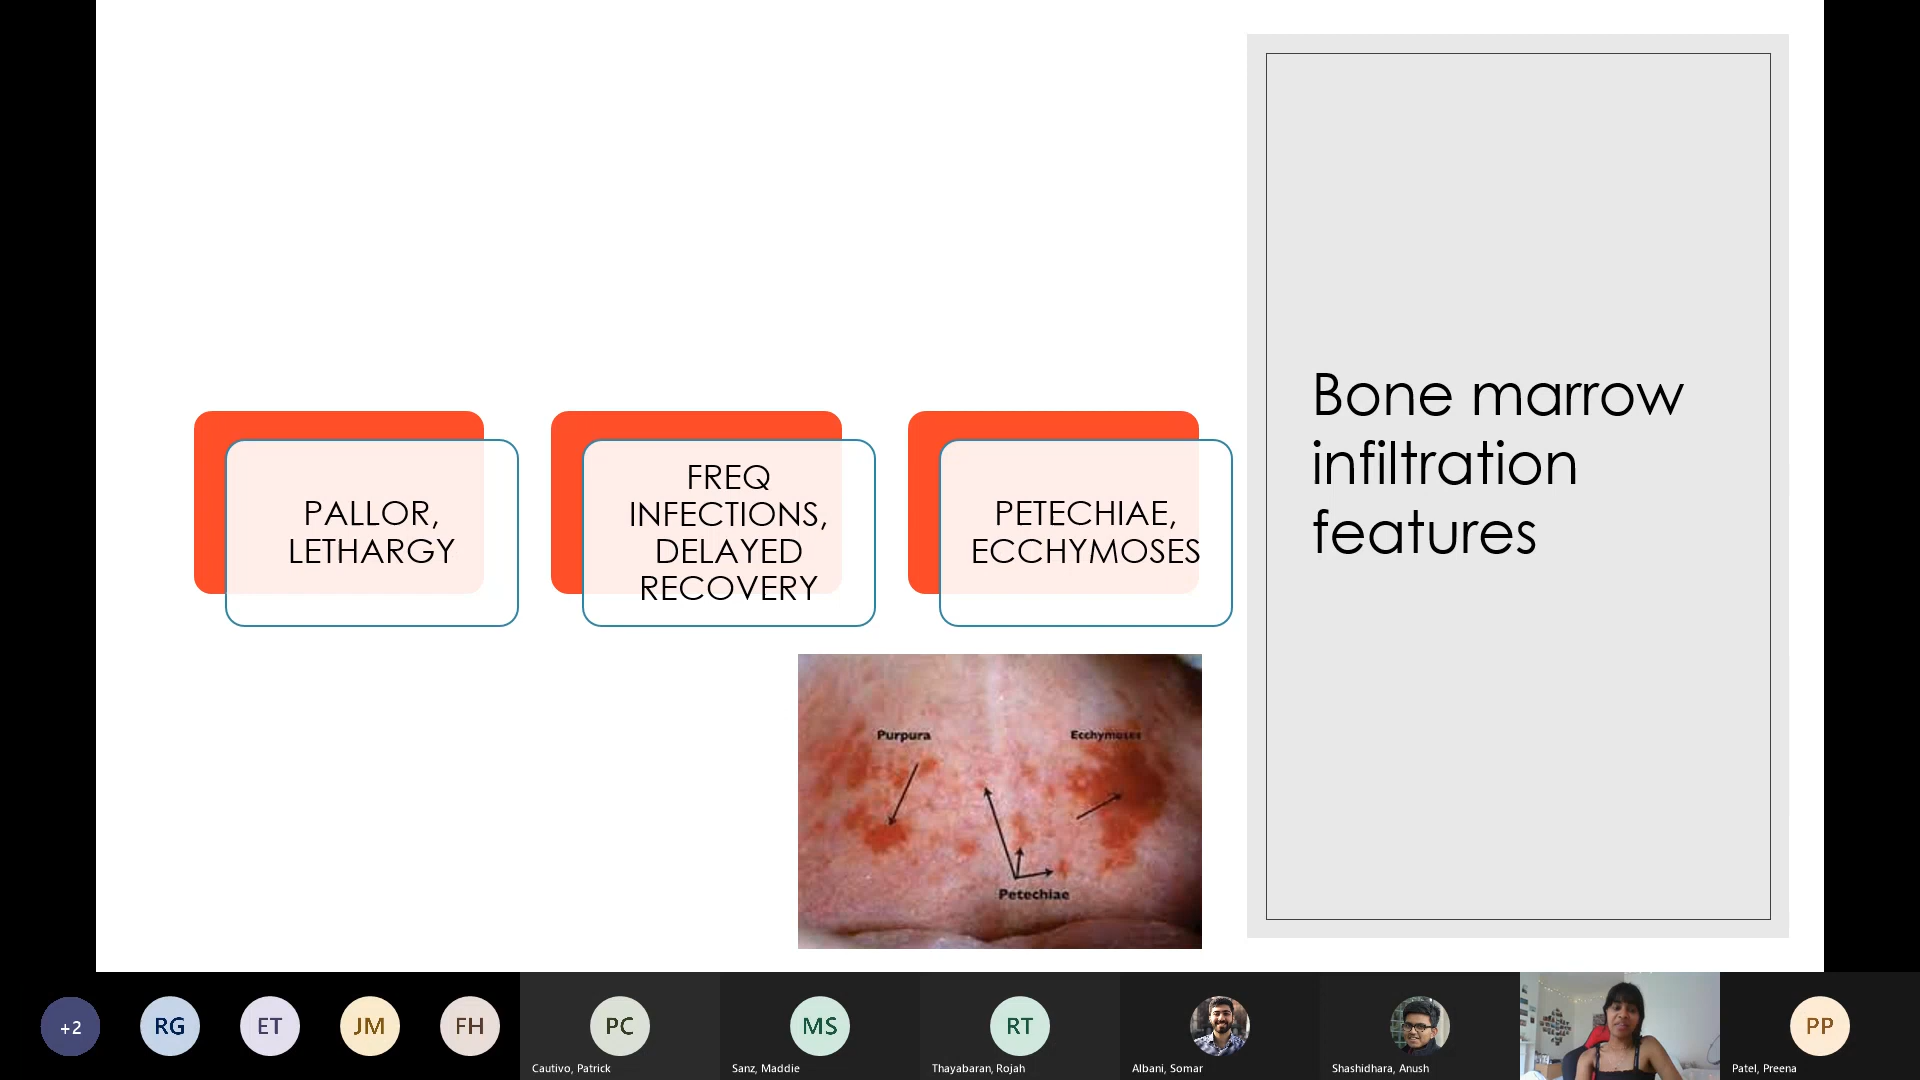 PALLOR,
LETHARGY
FREQ
INFECTIONS,
DELAYED
RECOVERY
PETECHIAE,
ECCHYMOSES
Bone marrow
infiltration
features
Purpura
Ecchymoses
Petechiae
+2
RG
ET
JM
FH
PC
MS
RT
PP
Cautivo, Patrick
Sanz, Maddie
Thayabaran, Rojah
Albani, Somar
Shashidhara, Anush
Patel, Preena